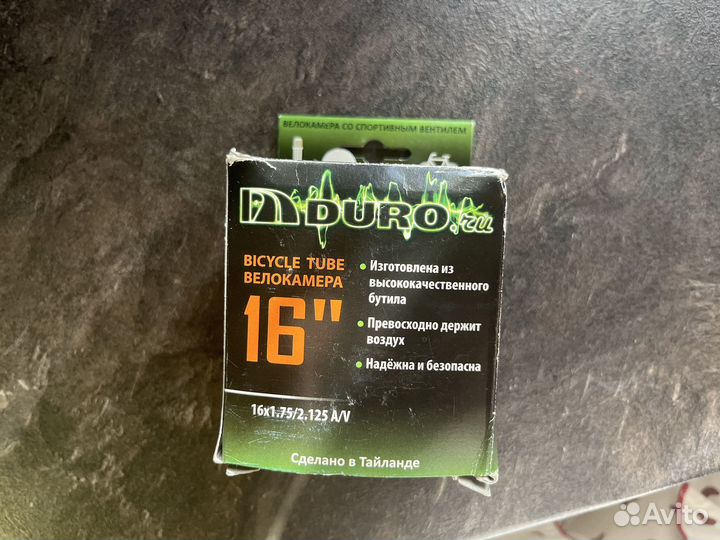 ВЕЛОКАМЕРА СО СПОРТИВНЫМ ВЕНТИЛЕМ
DURO.ru
BICYCLE TUBE
ВЕЛОКАМЕРА
16"
Изготовлена из
высококачественного
бутила
Превосходно держит
воздух
Надёжна и безопасна
16x1.75/2.125 A/V
Сделано в Тайланде
Avito